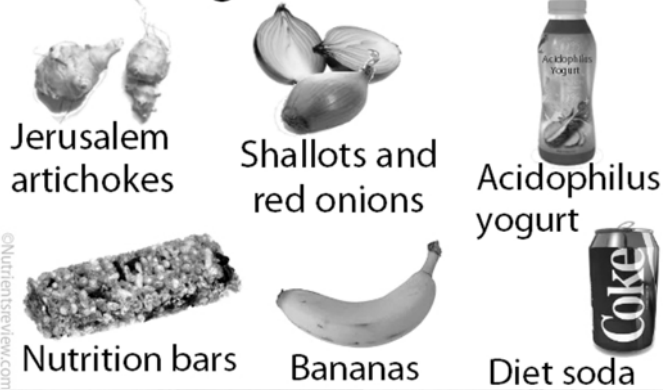 Jerusalem
artichokes
Shallots and
red onions
Acidophilus
Yogurt
Acidophilus
yogurt
Nutrition bars
Bananas
Coke
Diet soda
©Nutrientsreview.com